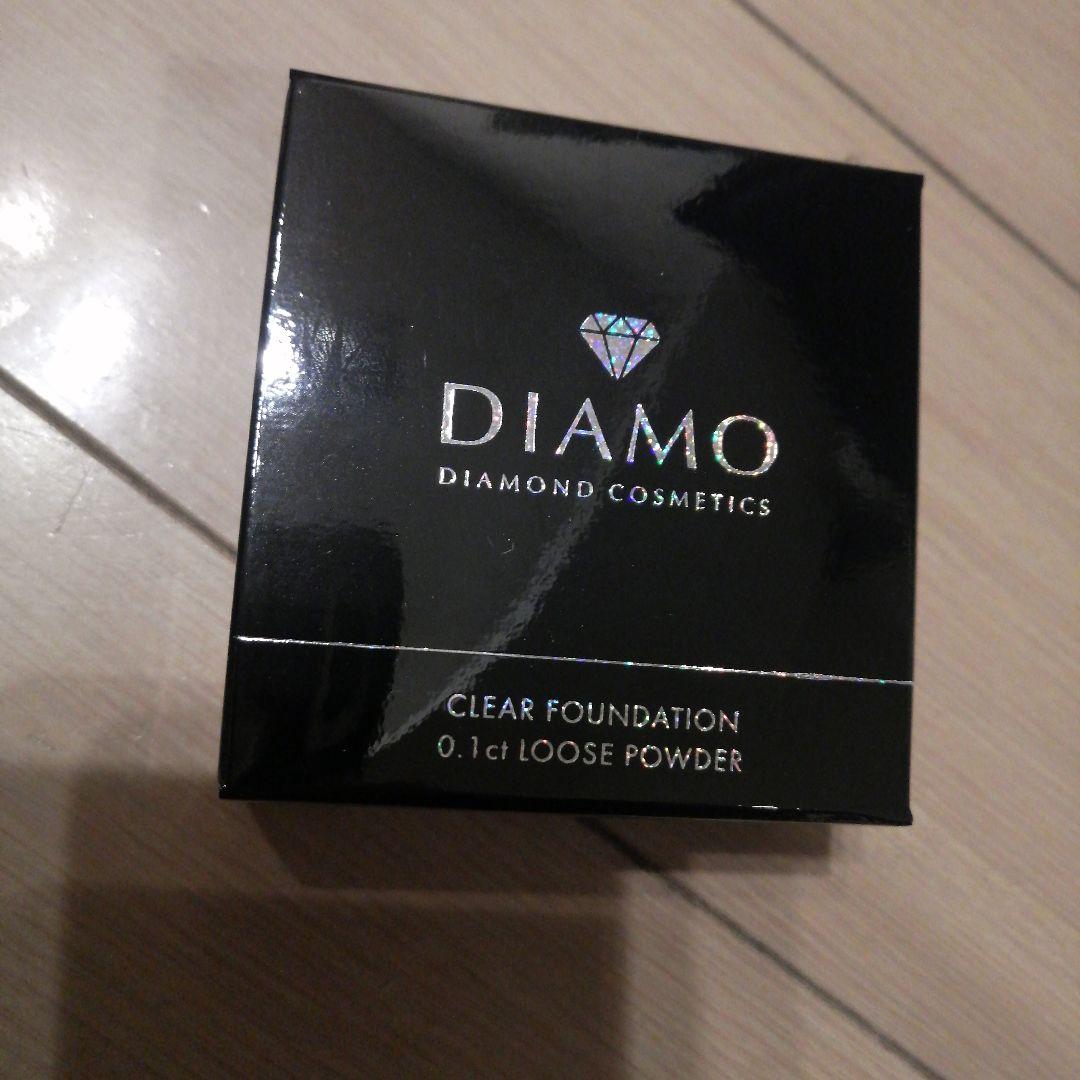 DIAMO
DIAMOND COSMETICS
CLEAR FOUNDATION
0.1ct LOOSE POWDER